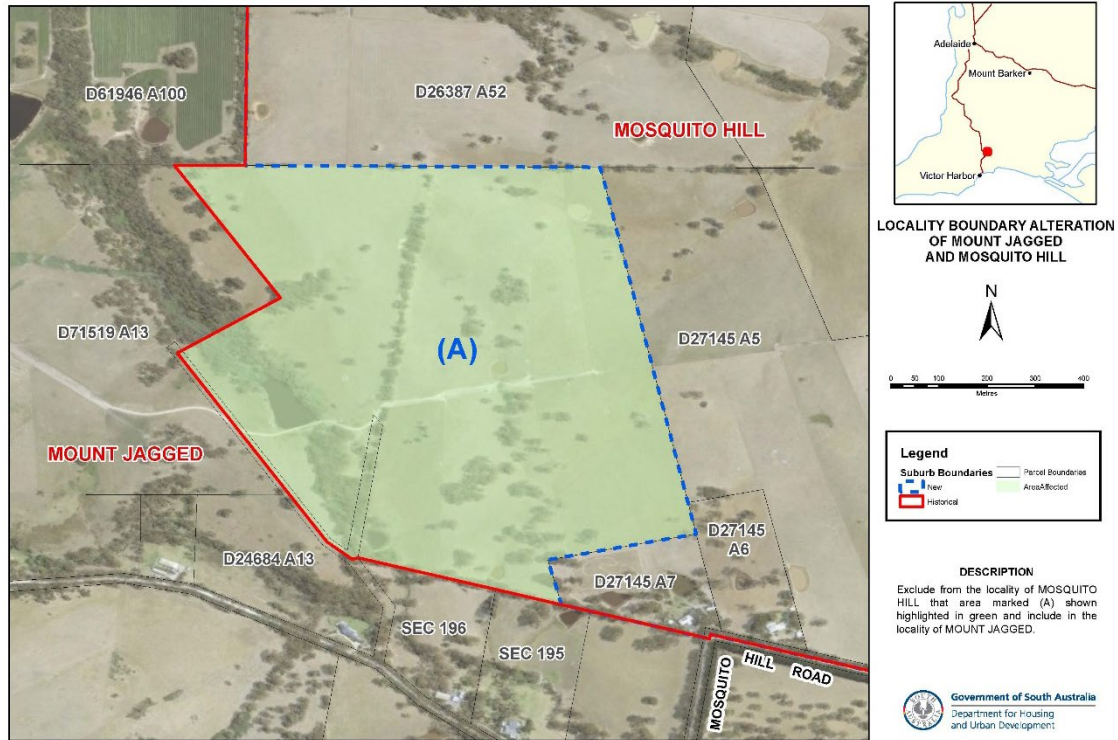 D61946 A100
D26387 A52
MOSQUITO HILL
D71519 A13
(A)
D27145 A5
MOUNT JAGGED
D24684 A13
D27145
A6
D27145 A7
SEC 196
SEC 195
MOSQUITO
HILL
ROAD
Adelaide
Mount Barker
Victor Harbor
LOCALITY BOUNDARY ALTERATION
OF MOUNT JAGGED
AND MOSQUITO HILL
N
0 50 100 200 300 400
Metres
Legend
Suburb Boundaries
New
Historical
Parcel Boundaries
AreaAffected
DESCRIPTION
Exclude from the locality of MOSQUITO
HILL that area marked (A) shown
highlighted in green and include in the
locality of MOUNT JAGGED.
SOUTH
AUSTRALIA
Government of South Australia
Department for Housing
and Urban Development